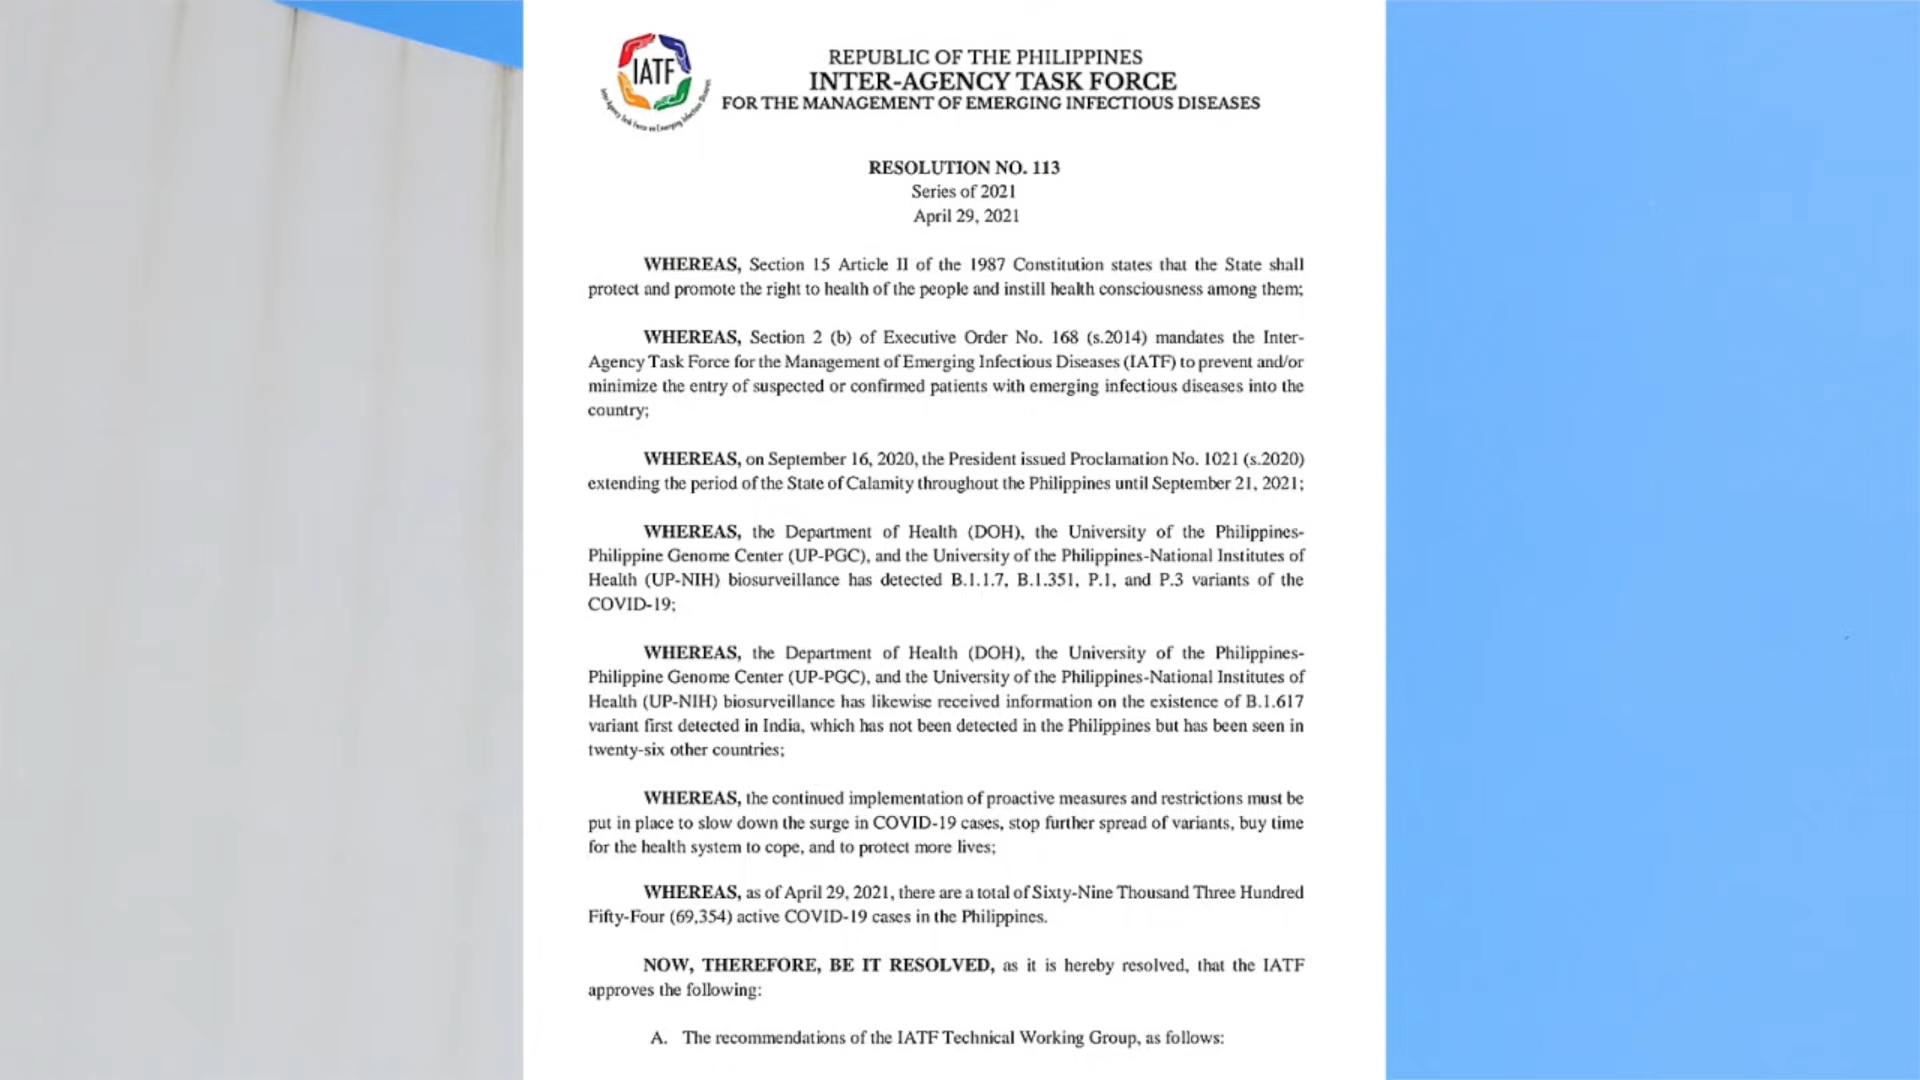 IATF
Inter-Agency Task Force on Emerging Infectious Diseases
REPUBLIC OF THE PHILIPPINES
INTER-AGENCY TASK FORCE
FOR THE MANAGEMENT OF EMERGING INFECTIOUS DISEASES
RESOLUTION NO. 113
Series of 2021
April 29, 2021
WHEREAS, Section 15 Article II of the 1987 Constitution states that the State shall
protect and promote the right to health of the people and instill health consciousness among them;
WHEREAS, Section 2 (b) of Executive Order No. 168 (s.2014) mandates the Inter-
Agency Task Force for the Management of Emerging Infectious Diseases (IATF) to prevent and/or
minimize the entry of suspected or confirmed patients with emerging infectious diseases into the
country;
WHEREAS, on September 16, 2020, the President issued Proclamation No. 1021 (s.2020)
extending the period of the State of Calamity throughout the Philippines until September 21, 2021;
WHEREAS, the Department of Health (DOH), the University of the Philippines-
Philippine Genome Center (UP-PGC), and the University of the Philippines-National Institutes of
Health (UP-NIH) biosurveillance has detected B.1.1.7, B.1.351, P.1, and P.3 variants of the
COVID-19;
WHEREAS, the Department of Health (DOH), the University of the Philippines-
Philippine Genome Center (UP-PGC), and the University of the Philippines-National Institutes of
Health (UP-NIH) biosurveillance has likewise received information on the existence of B.1.617
variant first detected in India, which has not been detected in the Philippines but has been seen in
twenty-six other countries;
WHEREAS, the continued implementation of proactive measures and restrictions must be
put in place to slow down the surge in COVID-19 cases, stop further spread of variants, buy time
for the health system to cope, and to protect more lives;
WHEREAS, as of April 29, 2021, there are a total of Sixty-Nine Thousand Three Hundred
Fifty-Four (69,354) active COVID-19 cases in the Philippines.
NOW, THEREFORE, BE IT RESOLVED, as it is hereby resolved, that the IATF
approves the following:
A. The recommendations of the IATF Technical Working Group, as follows: